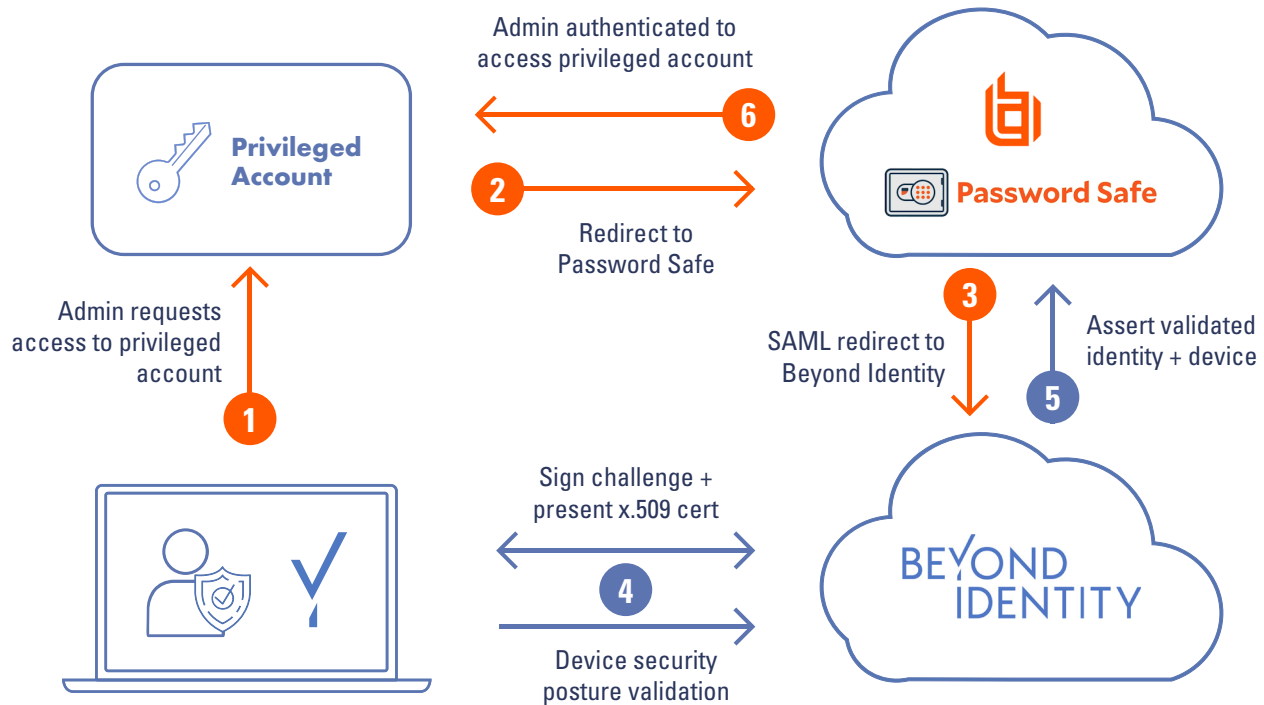 Admin authenticated to
access privileged account
6
Privileged
Account
2
Password Safe
Redirect to
Password Safe
Admin requests
access to privileged
account
1
3
SAML redirect to
Beyond Identity
Assert validated
identity + device
5
Sign challenge +
present x.509 cert
4
Device security
posture validation
BEYOND
IDENTITY